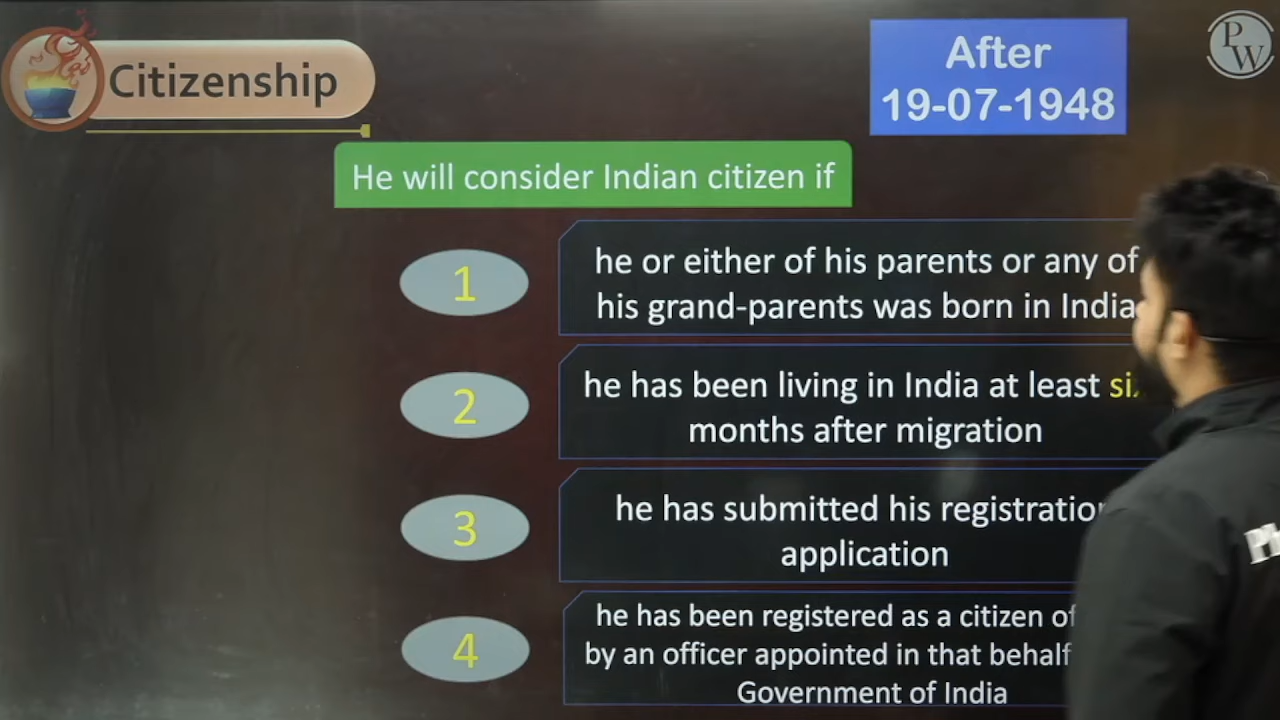 Citizenship
After
19-07-1948
P
W
He will consider Indian citizen if
1
he or either of his parents or any of
his grand-parents was born in India
2
he has been living in India at least
months after migration
3
he has submitted his
application
4
he has been registered as a citizen of
by an officer appointed in that behalf
Government of India